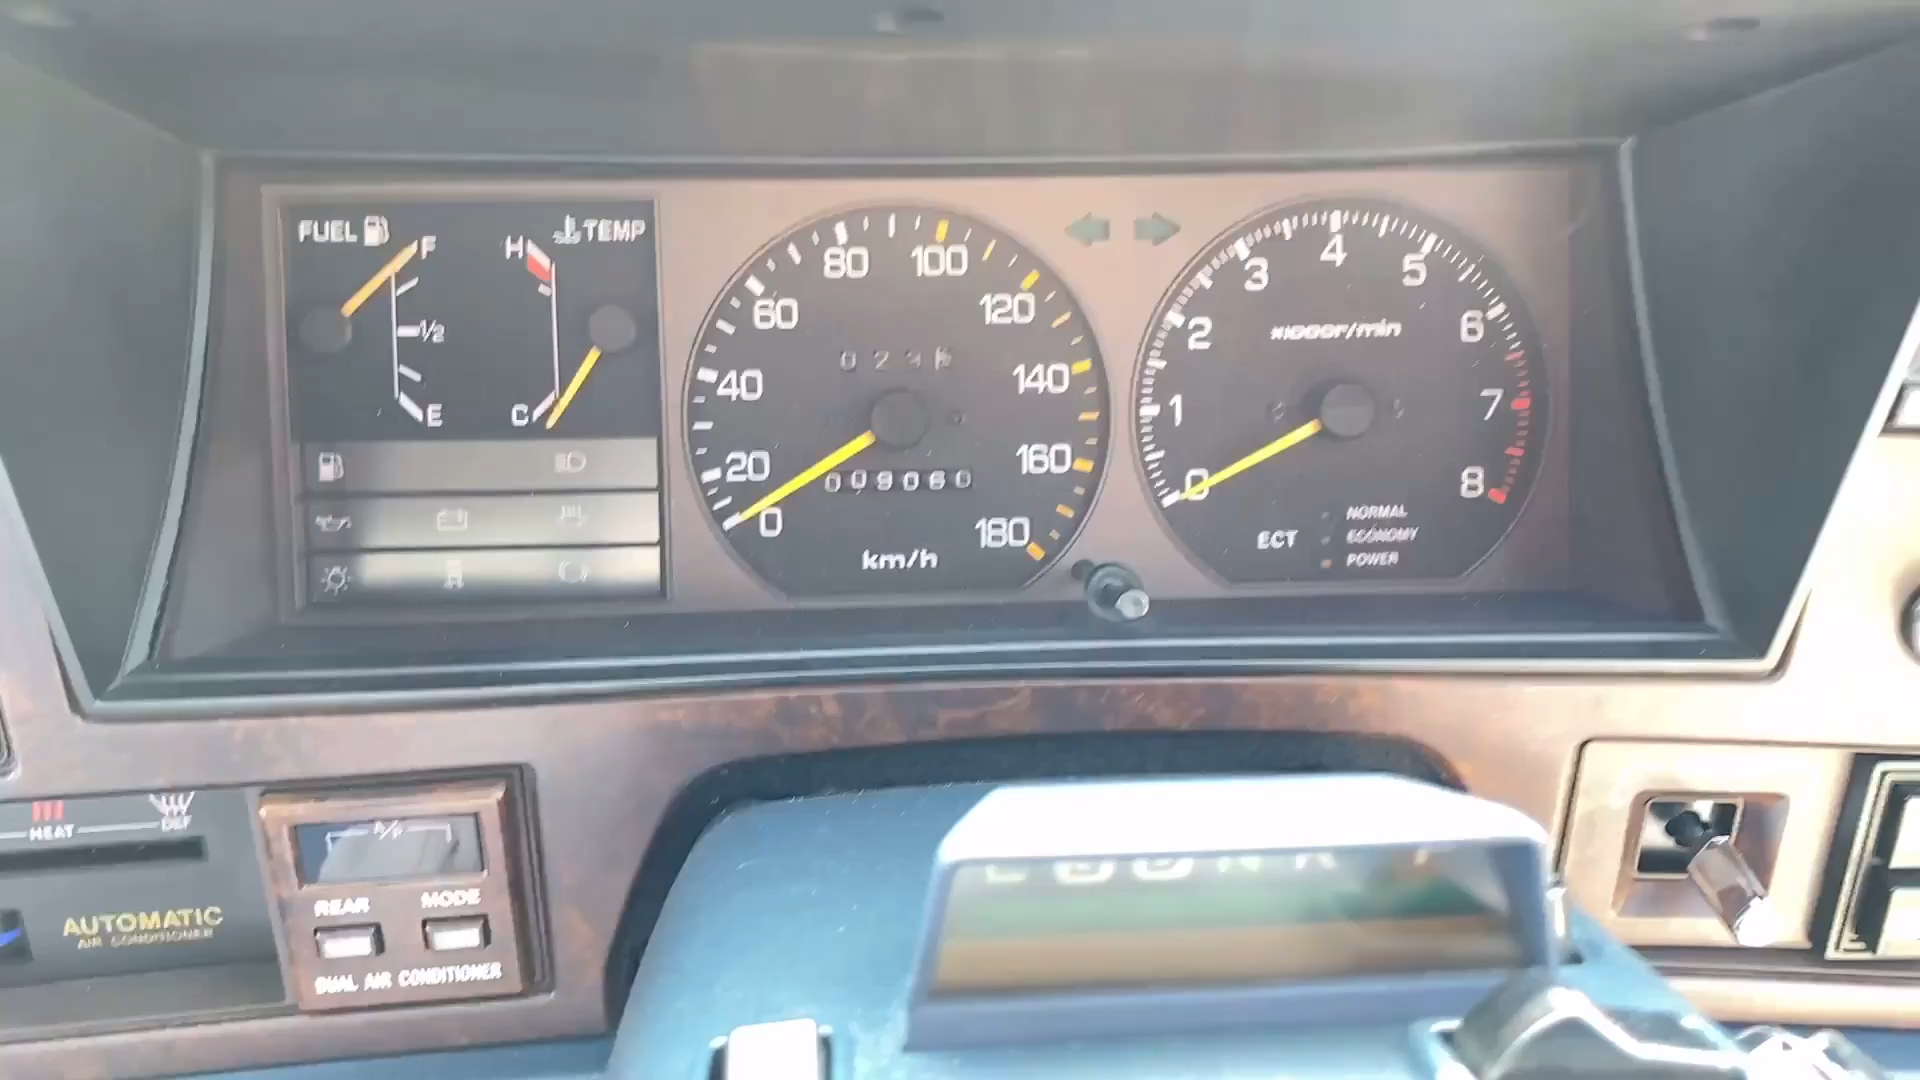 FUEL
F
1/2
E
TEMP
H
C
0
20
40
60
80
100
120
140
160
180
009060
km/h
0
1
2
3
4
5
6
7
8
×1000r/min
ECT
NORMAL
ECONOMY
POWER
HEAT
DEF
AUTOMATIC
AIR CONDITIONER
REAR
MODE
DUAL AIR CONDITIONER